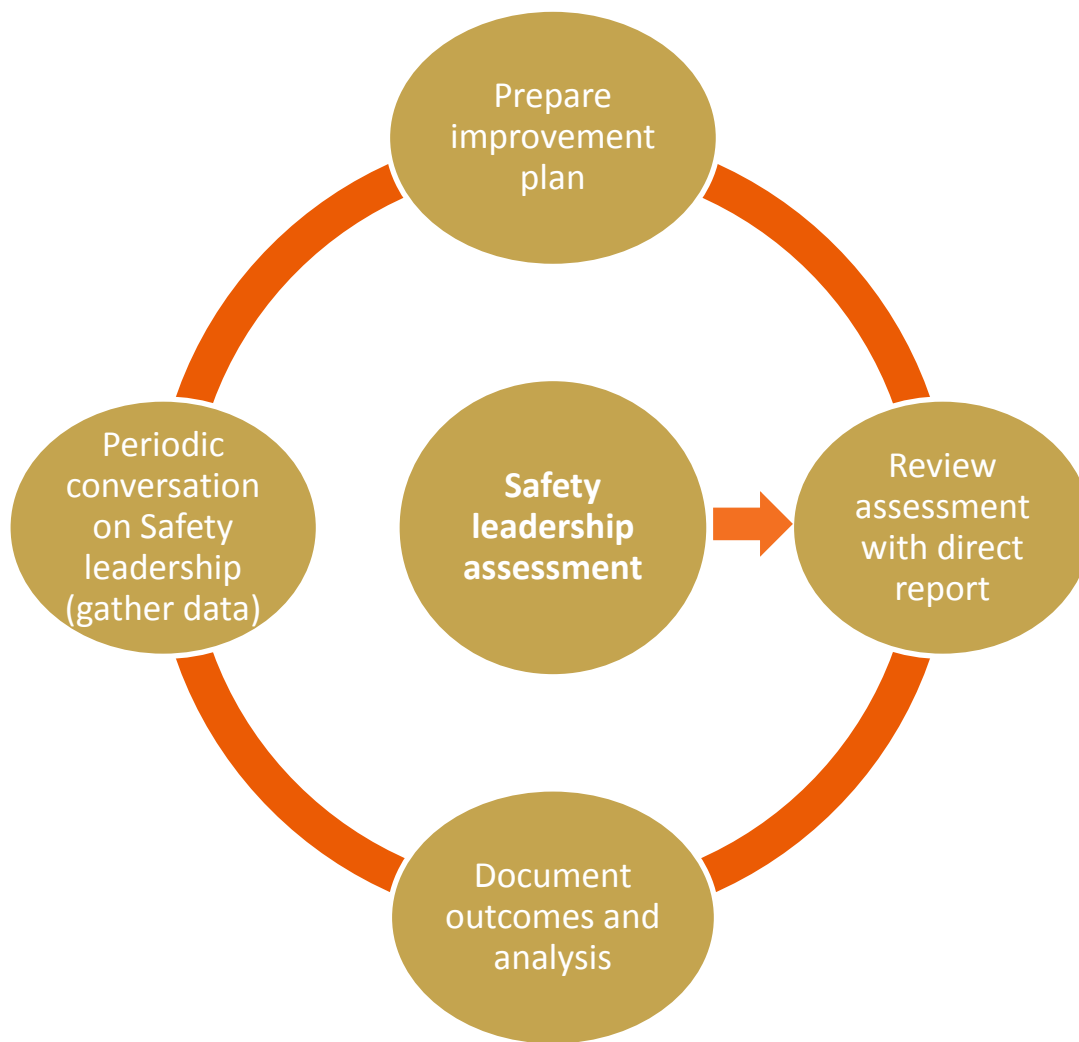 Prepare
improvement
plan
Periodic
conversation
on Safety
leadership
(gather data)
Safety
leadership
assessment
Review
assessment
with direct
report
Document
outcomes and
analysis